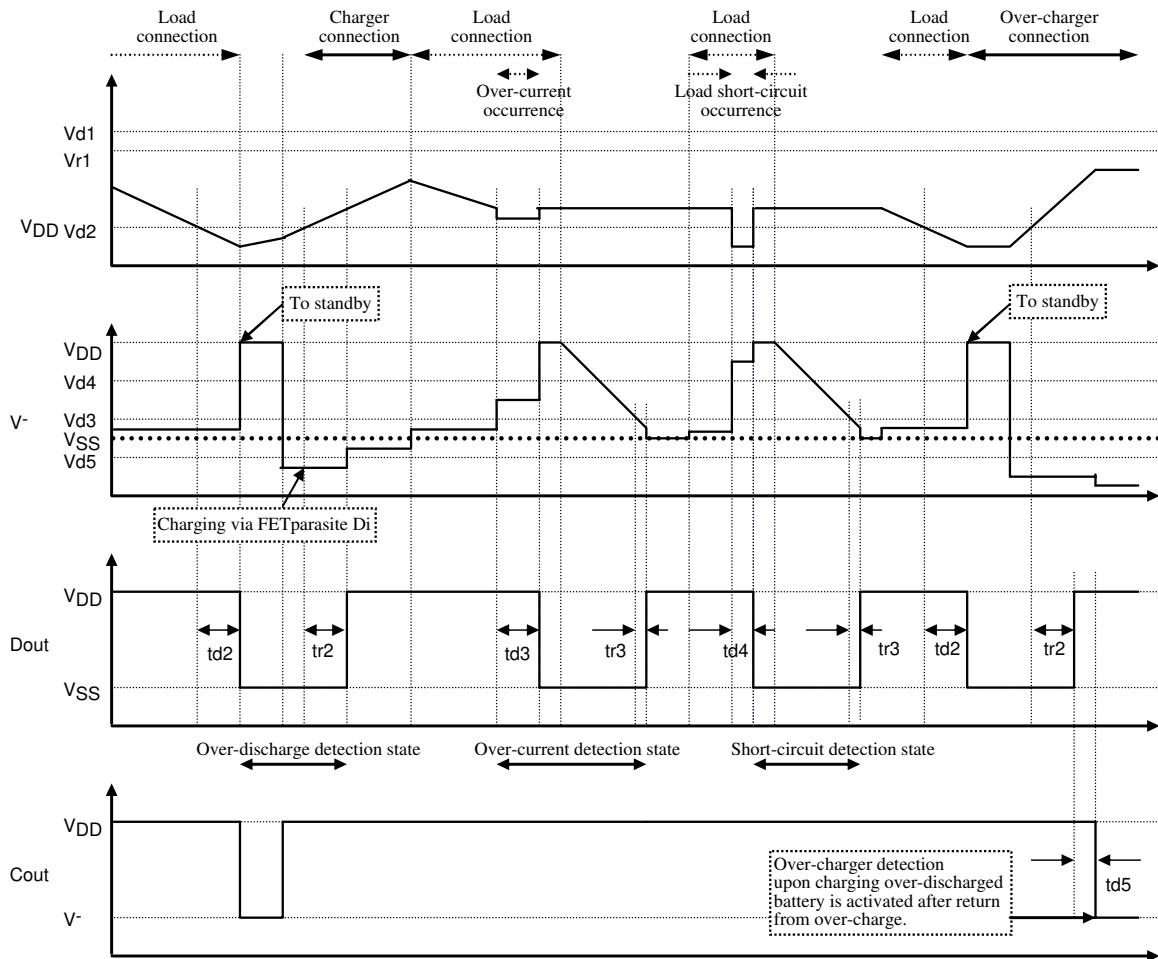 Load
connection
Charger
connection
Load
connection
Load
connection
Load
connection
Over-charger
connection
Over-current
occurrence
Load short-circuit
occurrence
Vd1
Vr1
VDD Vd2
To standby
To standby
VDD
Vd4
V-
Vd3
VSS
Vd5
Charging via FETparasite Di
VDD
Dout
td2
tr2
td3
tr3
td4
tr3
td2
tr2
VSS
Over-discharge detection state
Over-current detection state
Short-circuit detection state
VDD
Cout
V-
Over-charger detection
upon charging over-discharged
battery is activated after return
from over-charge.
td5